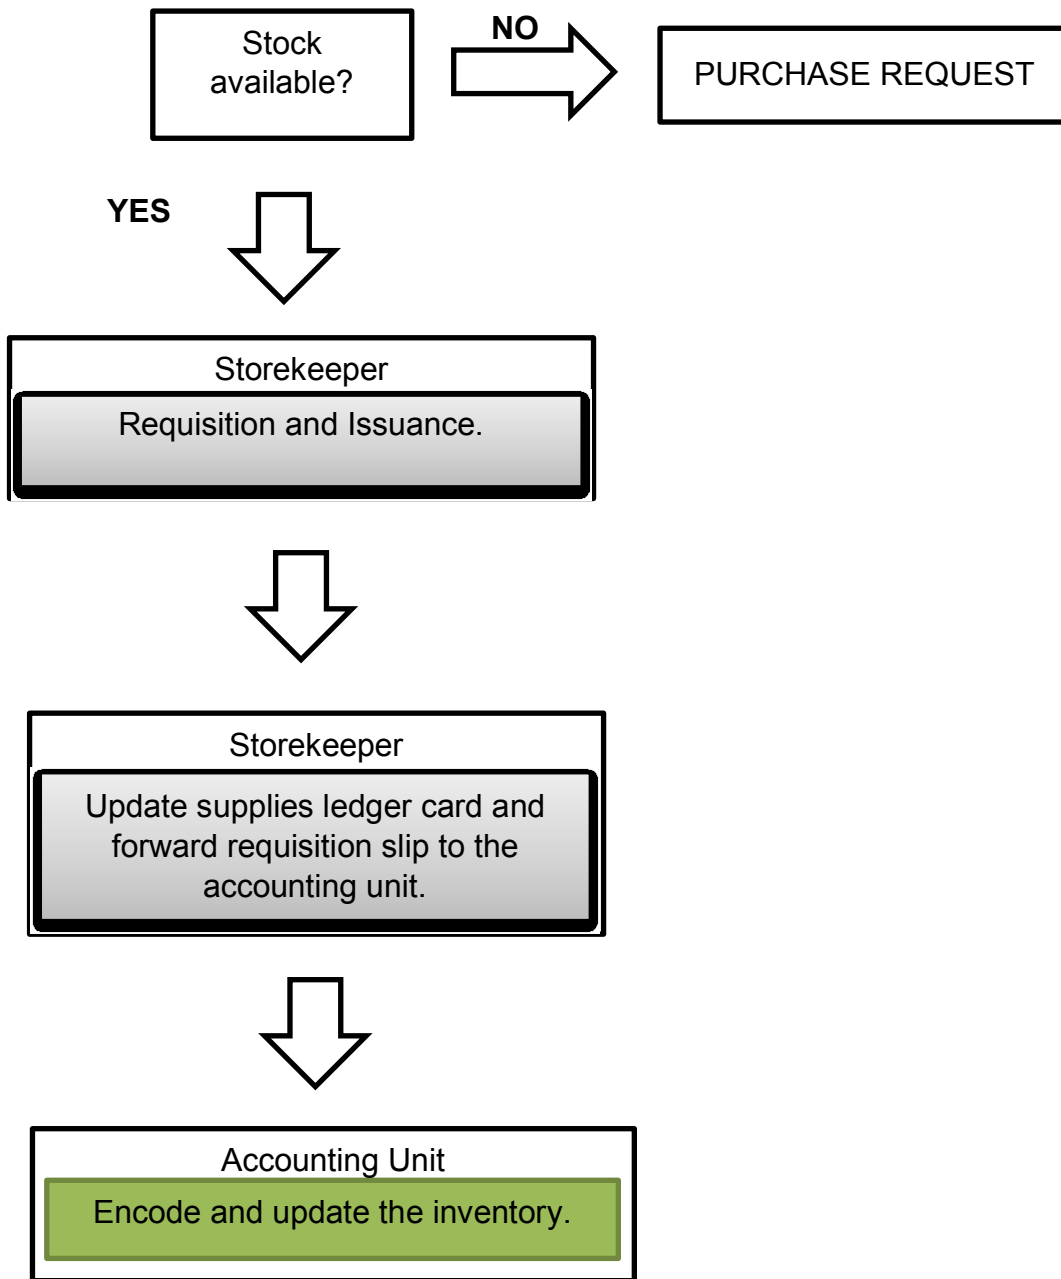 Stock
available?
NO
PURCHASE REQUEST
YES
Storekeeper
Requisition and Issuance.
Storekeeper
Update supplies ledger card and
forward requisition slip to the
accounting unit.
Accounting Unit
Encode and update the inventory.